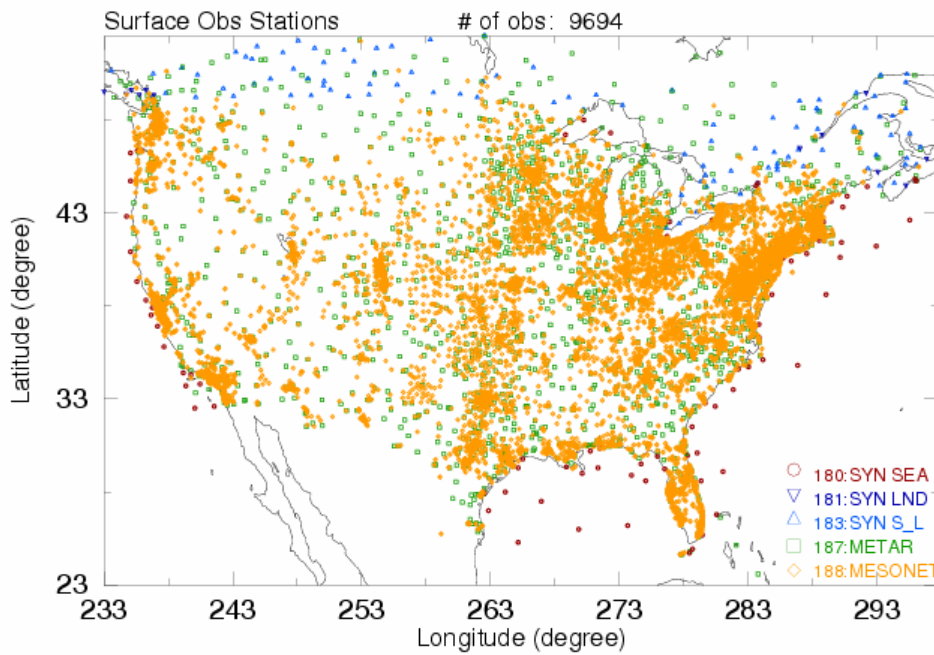 Surface Obs Stations # of obs: 9694
43
33
23
Latitude (degree)
180:SYN SEA
181:SYN LND
183:SYN S_L
187:METAR
188:MESONET
233 243 253 263 273 283 293
Longitude (degree)